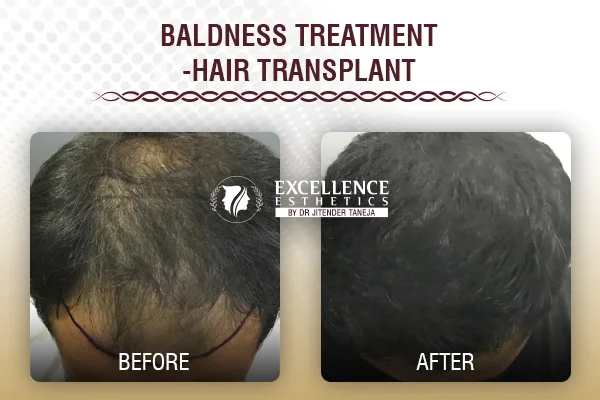 BALDNESS TREATMENT
-HAIR TRANSPLANT
EXCELLENCE
ESTHETICS
BY DR JITENDER TANEJA
BEFORE
AFTER